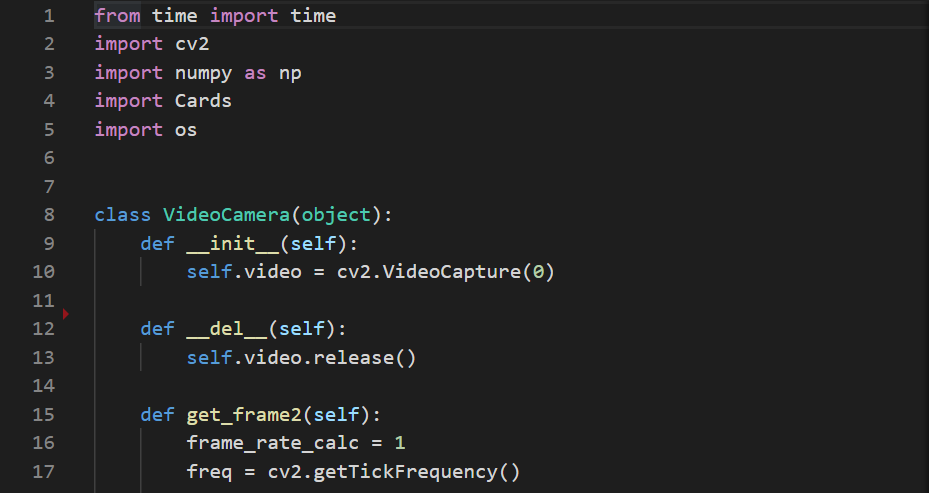 1 from time import time
2 import cv2
3 import numpy as np
4 import Cards
5 import os
6
7
8 class VideoCamera(object):
9     def __init__(self):
10         self.video = cv2.VideoCapture(0)
11
12     def __del__(self):
13         self.video.release()
14
15     def get_frame2(self):
16         frame_rate_calc = 1
17         freq = cv2.getTickFrequency()